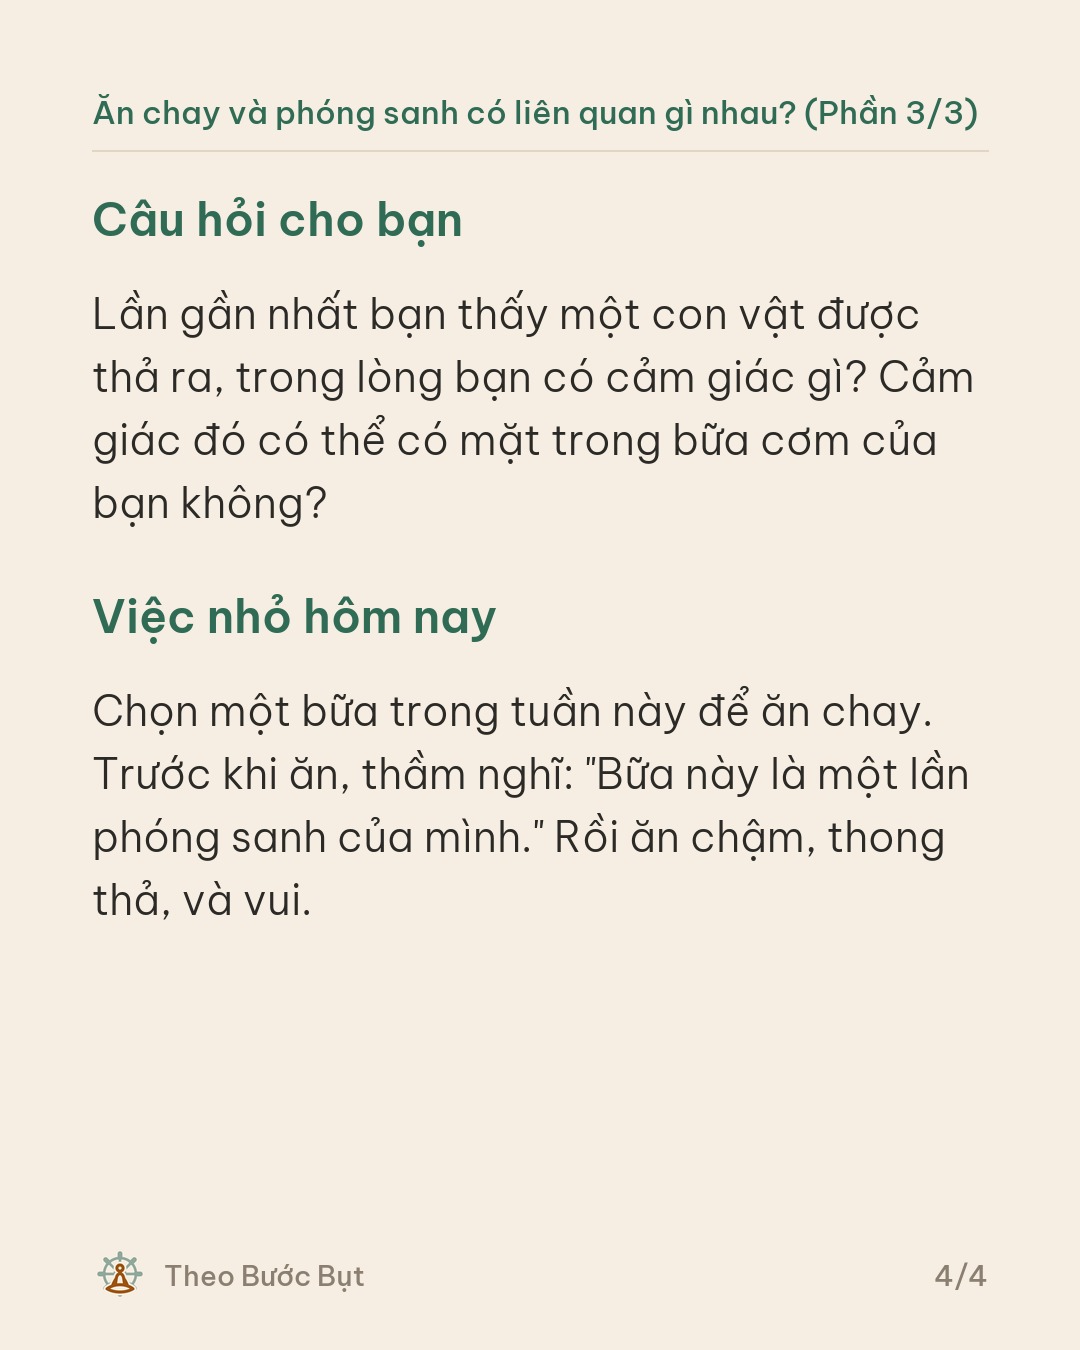 Ăn chay và phóng sanh có liên quan gì nhau? (Phần 3/3)
Câu hỏi cho bạn
Lần gần nhất bạn thấy một con vật được
thả ra, trong lòng bạn có cảm giác gì? Cảm
giác đó có thể có mặt trong bữa cơm của
bạn không?
Việc nhỏ hôm nay
Chọn một bữa trong tuần này để ăn chay.
Trước khi ăn, thầm nghĩ: "Bữa này là một lần
phóng sanh của mình." Rồi ăn chậm, thong
thả, và vui.
Theo Bước Bụt
4/4